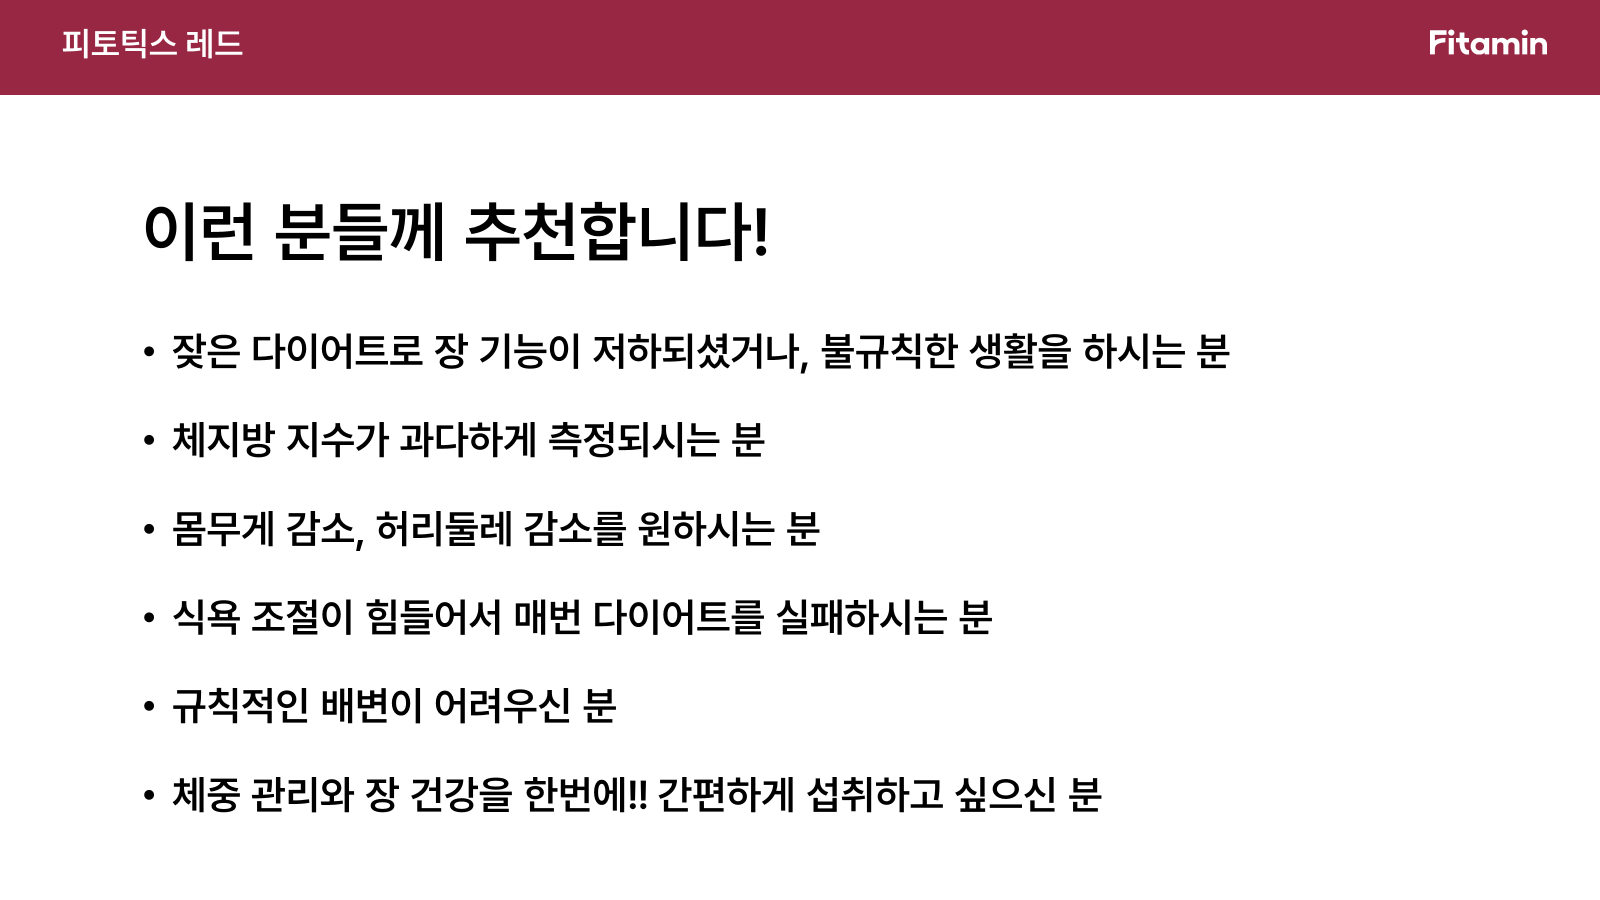 피토틱스 레드
Fitamin
이런 분들께 추천합니다!
• 잦은 다이어트로 장 기능이 저하되셨거나, 불규칙한 생활을 하시는 분
• 체지방 지수가 과다하게 측정되시는 분
• 몸무게 감소, 허리둘레 감소를 원하시는 분
• 식욕 조절이 힘들어서 매번 다이어트를 실패하시는 분
• 규칙적인 배변이 어려우신 분
• 체중 관리와 장 건강을 한번에!! 간편하게 섭취하고 싶으신 분